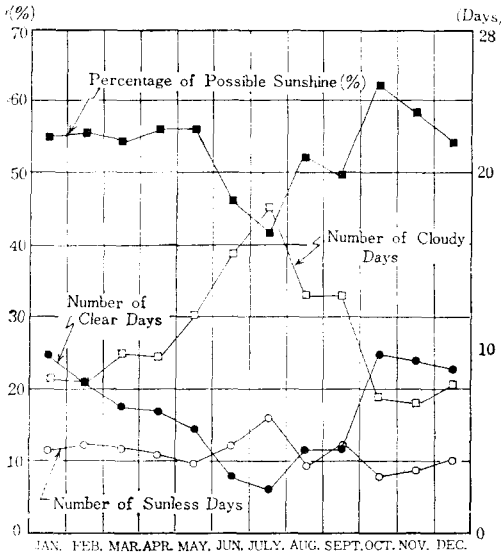 (%)
(Days,
70
28
Percentage of Possible Sunshine (%)
60
50
20
40
Number of Cloudy
Days
Number of
Clear Days
30
10
20
10
Number of Sunless Days
0
0
JAN. FEB. MAR. APR. MAY. JUN. JULY. AUG. SEPT. OCT. NOV. DEC.